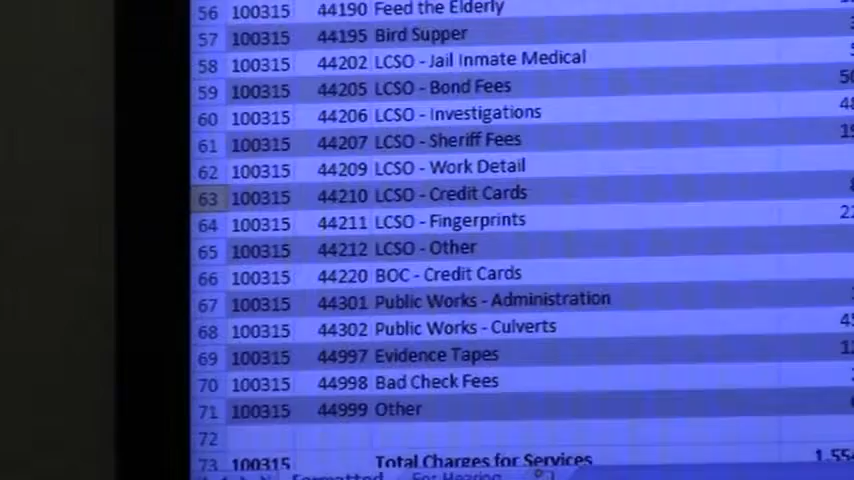 56 100315 44190 Feed the Elderly
57 100315 44195 Bird Supper
58 100315 44202 LCSO - Jail Inmate Medical
59 100315 44205 LCSO - Bond Fees
60 100315 44206 LCSO - Investigations
61 100315 44207 LCSO - Sheriff Fees
62 100315 44209 LCSO - Work Detail
63 100315 44210 LCSO - Credit Cards
64 100315 44211 LCSO - Fingerprints
65 100315 44212 LCSO - Other
66 100315 44220 BOC - Credit Cards
67 100315 44301 Public Works - Administration
68 100315 44302 Public Works - Culverts
69 100315 44997 Evidence Tapes
70 100315 44998 Bad Check Fees
71 100315 44999 Other
72
73 100315 Total Charges for Services
Formatted For Hearing